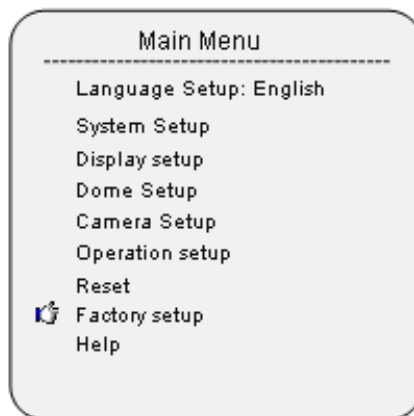 Main Menu
Language Setup: English
System Setup
Display setup
Dome Setup
Camera Setup
Operation setup
Reset
Factory setup
Help